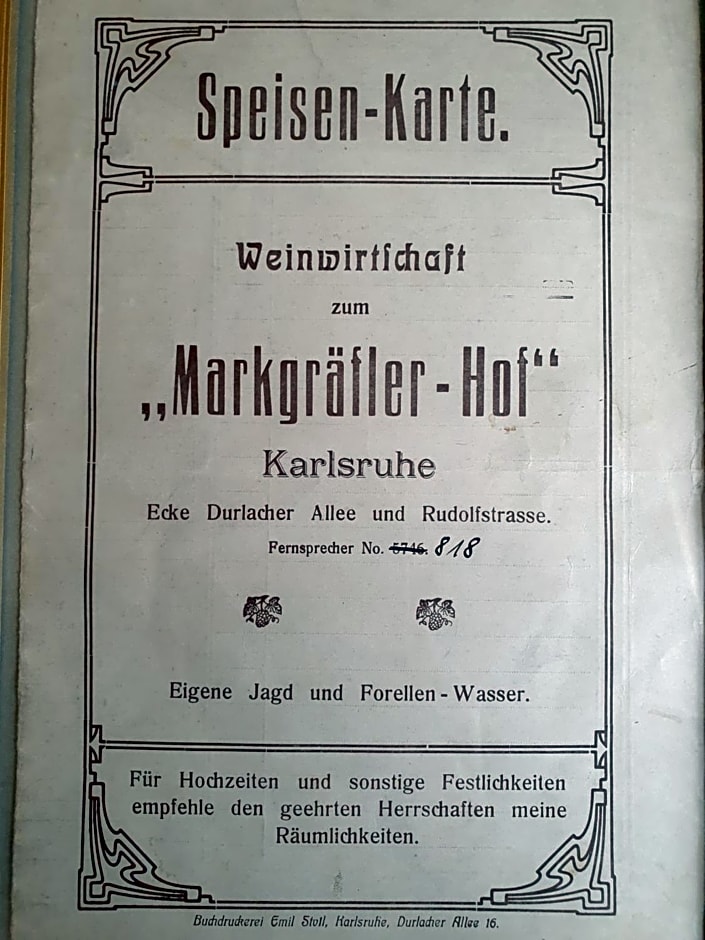 Speisen-Karte.
Weinwirtschaft
zum
„Markgräfler-Hof“
Karlsruhe
Ecke Durlacher Allee und Rudolfstrasse.
Fernsprecher No. 5746. 818
Eigene Jagd und Forellen-Wasser.
Für Hochzeiten und sonstige Festlichkeiten
empfehle den geehrten Herrschaften meine
Räumlichkeiten.
Buchdruckerei Emil Stoll, Karlsruhe, Durlacher Allee 16.